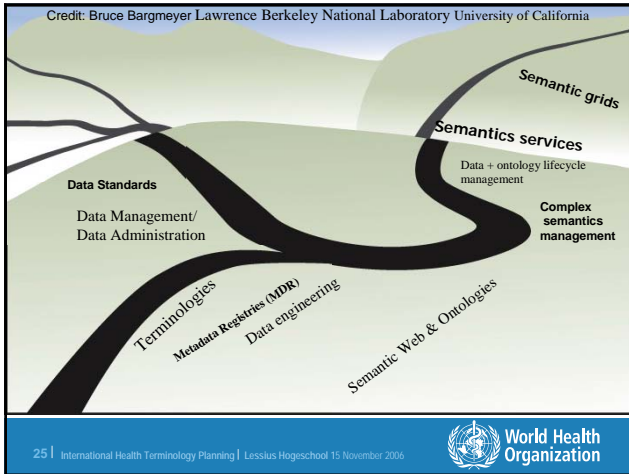 Credit: Bruce Bargmeyer Lawrence Berkeley National Laboratory University of California
Semantic grids
Semantics services
Data + ontology lifecycle
management
Data Standards
Complex
semantics
management
Data Management/
Data Administration
Terminologies
Metadata Registries (MDR)
Data engineering
Semantic Web & Ontologies
25 | International Health Terminology Planning | Lessius Hogeschool 15 November 2006
World Health
Organization